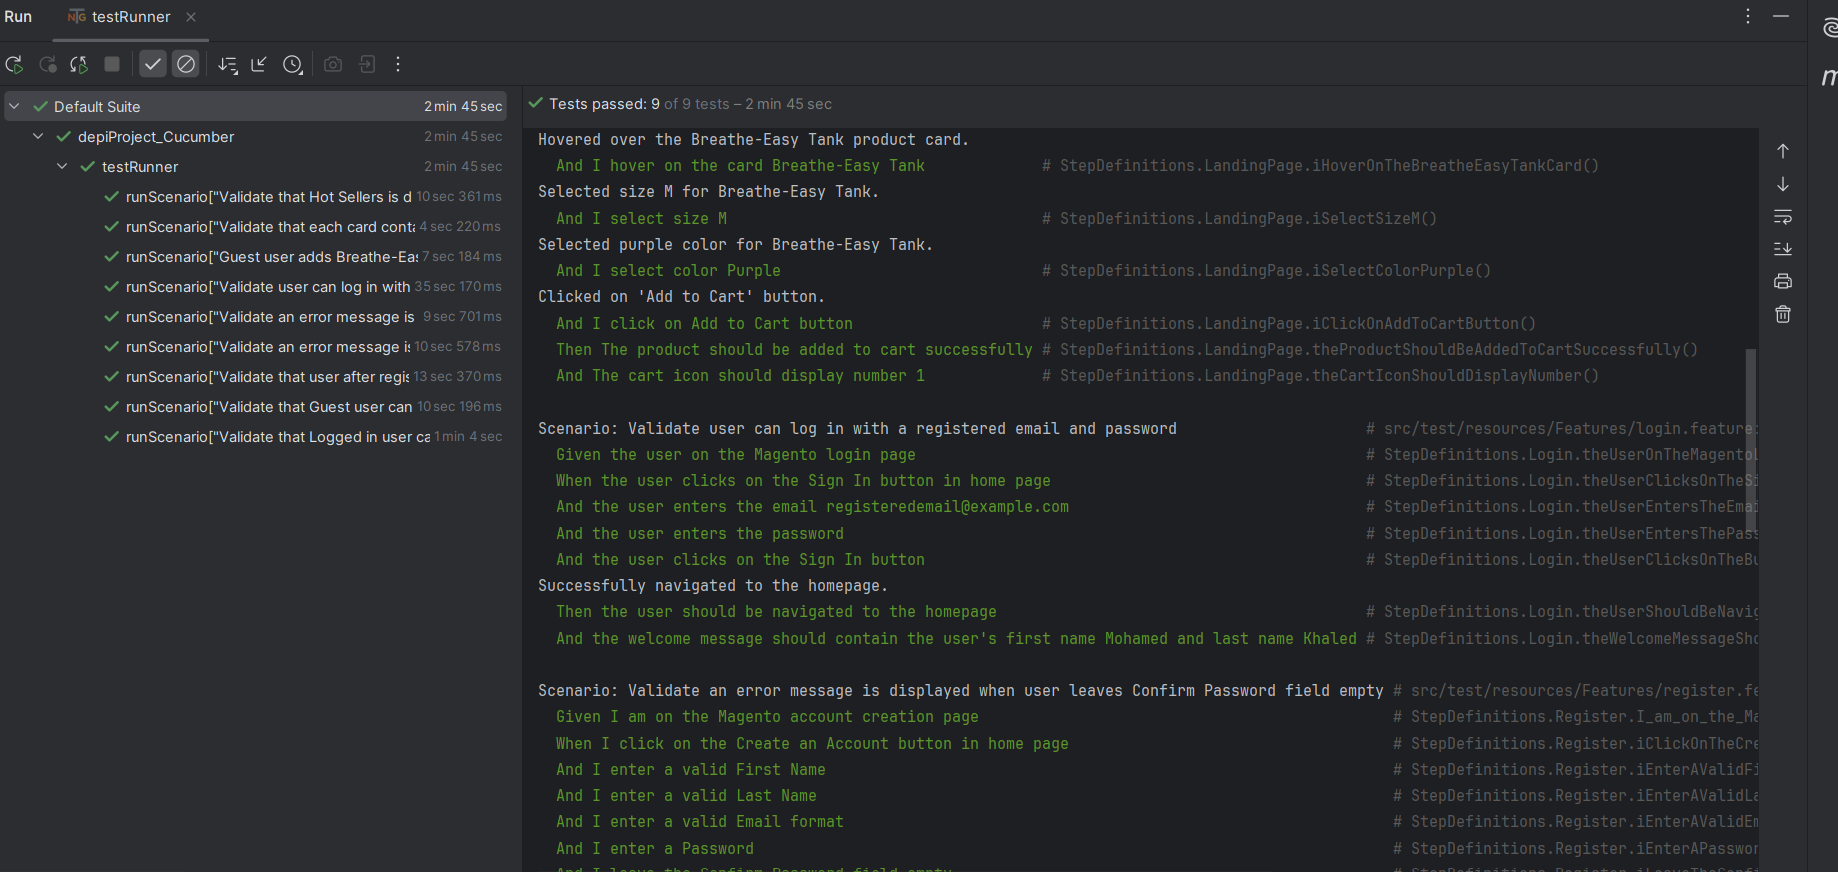 Run
testRunner
Default Suite 2 min 45 sec
depiProject_Cucumber 2 min 45 sec
testRunner 2 min 45 sec
runScenario["Validate that Hot Sellers is d 10 sec 361 ms
runScenario["Validate that each card conta 4 sec 220 ms
runScenario["Guest user adds Breathe-Eas 7 sec 184 ms
runScenario["Validate user can log in with 35 sec 170 ms
runScenario["Validate an error message is 9 sec 701 ms
runScenario["Validate an error message is 10 sec 578 ms
runScenario["Validate that user after regis 13 sec 370 ms
runScenario["Validate that Guest user can 10 sec 196 ms
runScenario["Validate that Logged in user ca 1 min 4 sec
Tests passed: 9 of 9 tests – 2 min 45 sec
Hovered over the Breathe-Easy Tank product card.
And I hover on the card Breathe-Easy Tank # StepDefinitions.LandingPage.iHoverOnTheBreatheEasyTankCard()
Selected size M for Breathe-Easy Tank.
And I select size M # StepDefinitions.LandingPage.iSelectSizeM()
Selected purple color for Breathe-Easy Tank.
And I select color Purple # StepDefinitions.LandingPage.iSelectColorPurple()
Clicked on 'Add to Cart' button.
And I click on Add to Cart button # StepDefinitions.LandingPage.iClickOnAddToCartButton()
Then The product should be added to cart successfully # StepDefinitions.LandingPage.theProductShouldBeAddedToCartSuccessfully()
And The cart icon should display number 1 # StepDefinitions.LandingPage.theCartIconShouldDisplayNumber()
Scenario: Validate user can log in with a registered email and password # src/test/resources/Features/login.feature:
Given the user on the Magento login page # StepDefinitions.Login.theUserOnTheMagentoL
When the user clicks on the Sign In button in home page # StepDefinitions.Login.theUserClicksOnTheSi
And the user enters the email registeredemail@example.com # StepDefinitions.Login.theUserEntersTheEmai
And the user enters the password # StepDefinitions.Login.theUserEntersThePass
And the user clicks on the Sign In button # StepDefinitions.Login.theUserClicksOnTheBu
Successfully navigated to the homepage.
Then the user should be navigated to the homepage # StepDefinitions.Login.theUserShouldBeNavig
And the welcome message should contain the user's first name Mohamed and last name Khaled # StepDefinitions.Login.theWelcomeMessageSho
Scenario: Validate an error message is displayed when user leaves Confirm Password field empty # src/test/resources/Features/register.fe
Given I am on the Magento account creation page # StepDefinitions.Register.I_am_on_the_Ma
When I click on the Create an Account button in home page # StepDefinitions.Register.iClickOnTheCre
And I enter a valid First Name # StepDefinitions.Register.iEnterAValidFi
And I enter a valid Last Name # StepDefinitions.Register.iEnterAValidLa
And I enter a valid Email format # StepDefinitions.Register.iEnterAValidEm
And I enter a Password # StepDefinitions.Register.iEnterAPasswor